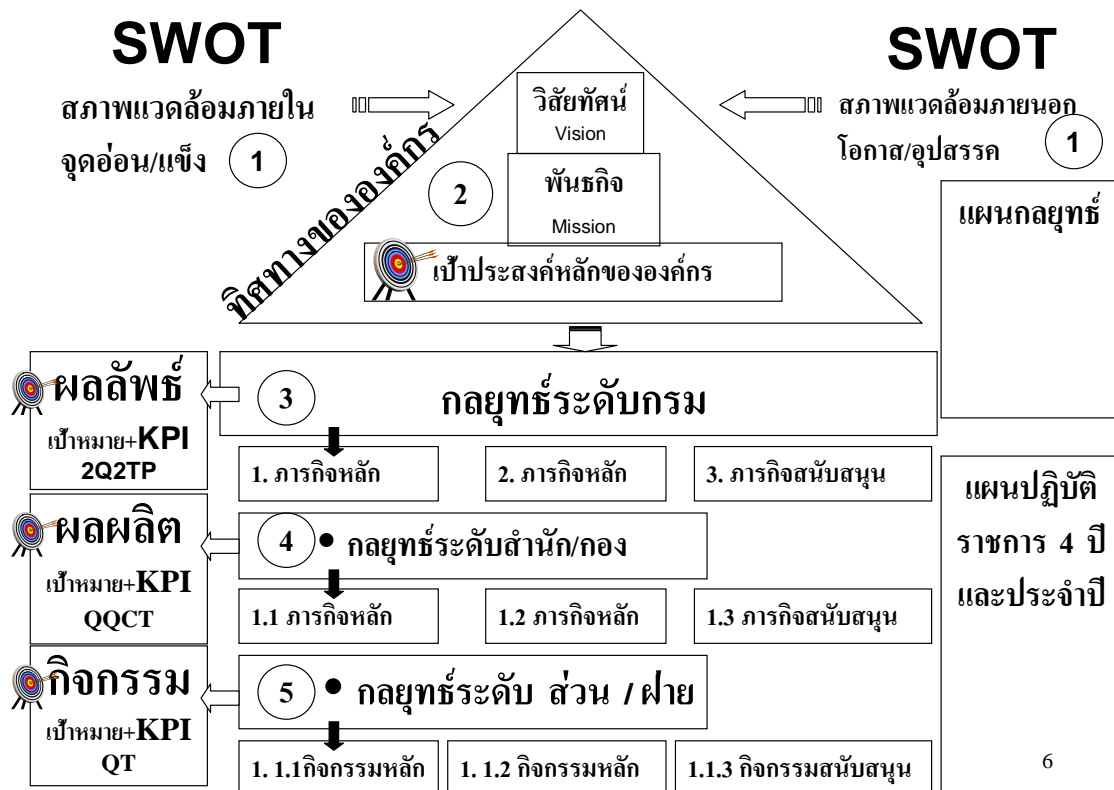 SWOT
สภาพแวดล้อมภายใน
จุดอ่อน/แข็ง
1
SWOT
สภาพแวดล้อมภายนอก
โอกาส/อุปสรรค
1
ทิศทางขององค์กร
วิสัยทัศน์
Vision
2
พันธกิจ
Mission
เป้าประสงค์หลักขององค์กร
แผนกลยุทธ์
ผลลัพธ์
เป้าหมาย+KPI
2Q2TP
3
กลยุทธ์ระดับกรม
1. ภารกิจหลัก
2. ภารกิจหลัก
3. ภารกิจสนับสนุน
ผลผลิต
เป้าหมาย+KPI
QQCT
4
• กลยุทธ์ระดับสำนัก/กอง
1.1 ภารกิจหลัก
1.2 ภารกิจหลัก
1.3 ภารกิจสนับสนุน
แผนปฏิบัติ
ราชการ 4 ปี
และประจำปี
กิจกรรม
เป้าหมาย+KPI
QT
5
• กลยุทธ์ระดับ ส่วน / ฝ่าย
1. 1.1กิจกรรมหลัก
1. 1.2 กิจกรรมหลัก
1.1.3 กิจกรรมสนับสนุน
6